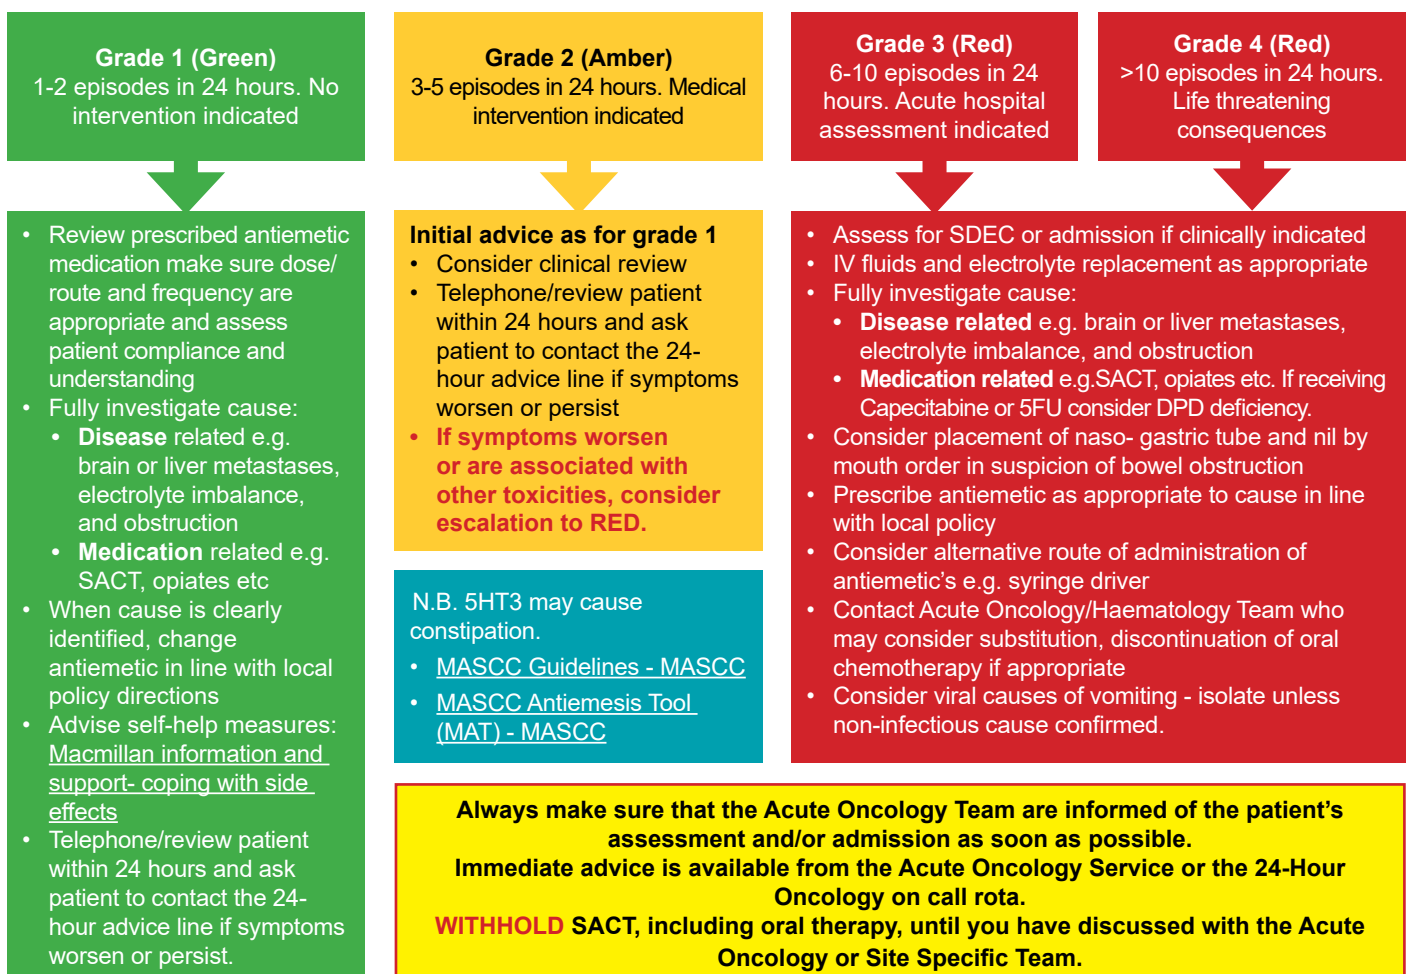 Grade 1 (Green)
1-2 episodes in 24 hours. No
intervention indicated
Grade 2 (Amber)
3-5 episodes in 24 hours. Medical
intervention indicated
Grade 3 (Red)
6-10 episodes in 24
hours. Acute hospital
assessment indicated
Grade 4 (Red)
>10 episodes in 24 hours.
Life threatening
consequences
• Review prescribed antiemetic
medication make sure dose/
route and frequency are
appropriate and assess
patient compliance and
understanding
• Fully investigate cause:
• Disease related e.g.
brain or liver metastases,
electrolyte imbalance,
and obstruction
• Medication related e.g.
SACT, opiates etc
• When cause is clearly
identified, change
antiemetic in line with local
policy directions
• Advise self-help measures:
Macmillan information and
support- coping with side
effects
• Telephone/review patient
within 24 hours and ask
patient to contact the 24-
hour advice line if symptoms
worsen or persist.
Initial advice as for grade 1
• Consider clinical review
• Telephone/review patient
within 24 hours and ask
patient to contact the 24-
hour advice line if symptoms
worsen or persist
• If symptoms worsen
or are associated with
other toxicities, consider
escalation to RED.
N.B. 5HT3 may cause
constipation.
• MASCC Guidelines - MASCC
• MASCC Antiemesis Tool
(MAT) - MASCC
• Assess for SDEC or admission if clinically indicated
• IV fluids and electrolyte replacement as appropriate
• Fully investigate cause:
• Disease related e.g. brain or liver metastases,
electrolyte imbalance, and obstruction
• Medication related e.g.SACT, opiates etc. If receiving
Capecitabine or 5FU consider DPD deficiency.
• Consider placement of naso- gastric tube and nil by
mouth order in suspicion of bowel obstruction
• Prescribe antiemetic as appropriate to cause in line
with local policy
• Consider alternative route of administration of
antiemetic's e.g. syringe driver
• Contact Acute Oncology/Haematology Team who
may consider substitution, discontinuation of oral
chemotherapy if appropriate
• Consider viral causes of vomiting - isolate unless
non-infectious cause confirmed.
Always make sure that the Acute Oncology Team are informed of the patient's
assessment and/or admission as soon as possible.
Immediate advice is available from the Acute Oncology Service or the 24-Hour
Oncology on call rota.
WITHHOLD SACT, including oral therapy, until you have discussed with the Acute
Oncology or Site Specific Team.